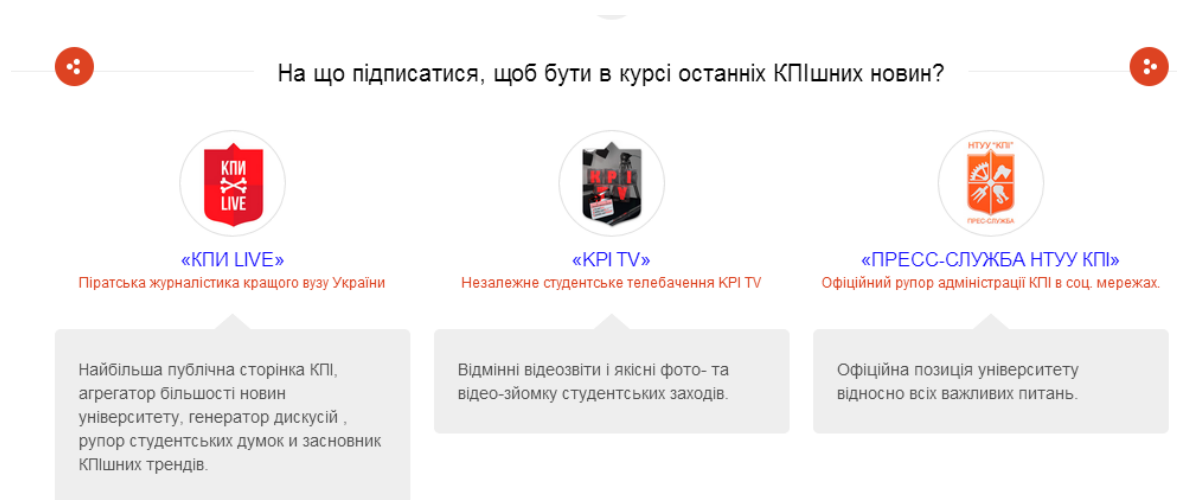 На що підписатися, щоб бути в курсі останніх КПІшних новин?
КПИ
LIVE
«КПИ LIVE»
Піратська журналістика кращого вузу України
Найбільша публічна сторінка КПІ,
агрегатор більшості новин
університету, генератор дискусій ,
рупор студентських думок и засновник
КПІшних трендів.
KPI
TV
«KPI TV»
Незалежне студентське телебачення KPI TV
Відмінні відеозвіти і якісні фото- та
відео-зйомку студентських заходів.
НТУУ "КПІ"
ПРЕС-СЛУЖБА
«ПРЕСС-СЛУЖБА НТУУ КПІ»
Офіційний рупор адміністрації КПІ в соц. мережах.
Офіційна позиція університету
відносно всіх важливих питань.